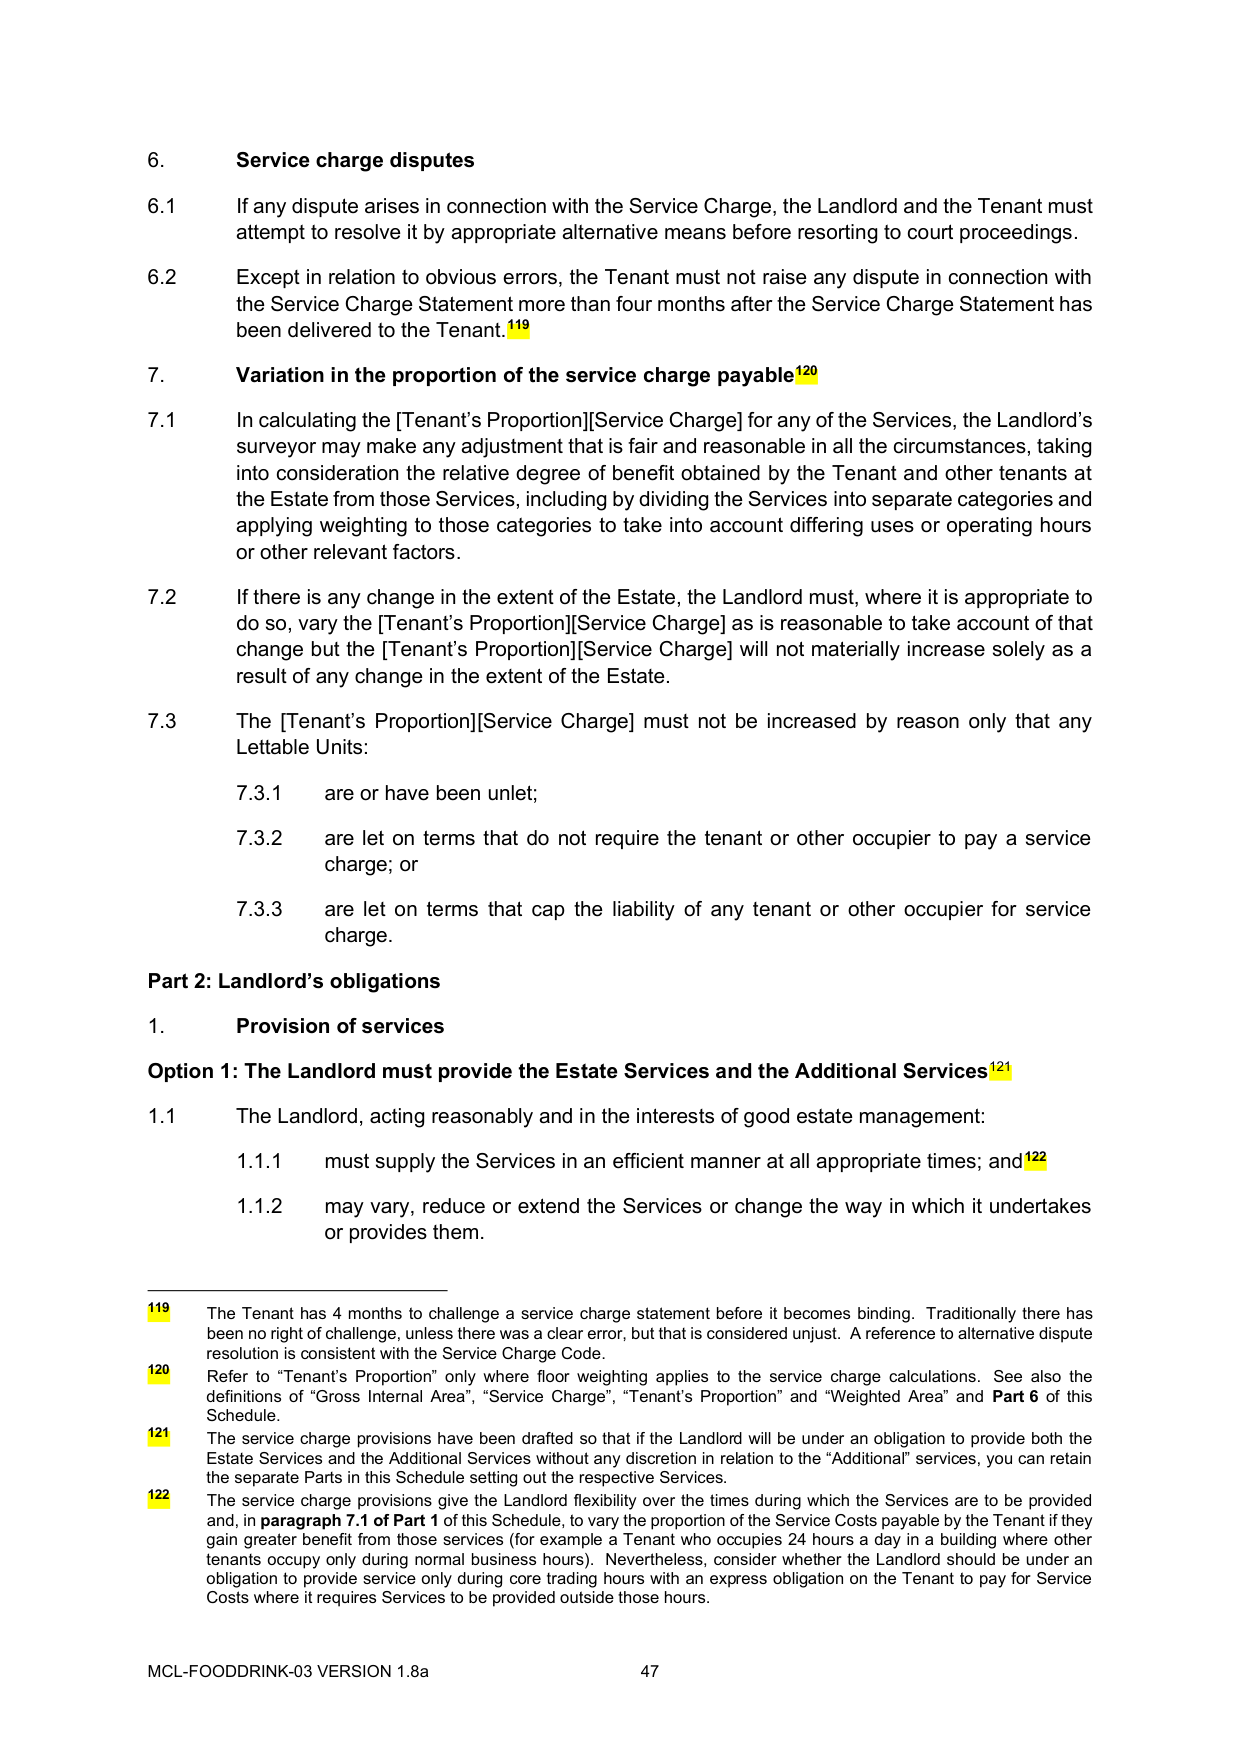 6. Service charge disputes
6.1 If any dispute arises in connection with the Service Charge, the Landlord and the Tenant must
attempt to resolve it by appropriate alternative means before resorting to court proceedings.
6.2 Except in relation to obvious errors, the Tenant must not raise any dispute in connection with
the Service Charge Statement more than four months after the Service Charge Statement has
been delivered to the Tenant.119
7. Variation in the proportion of the service charge payable120
7.1 In calculating the [Tenant’s Proportion][Service Charge] for any of the Services, the Landlord’s
surveyor may make any adjustment that is fair and reasonable in all the circumstances, taking
into consideration the relative degree of benefit obtained by the Tenant and other tenants at
the Estate from those Services, including by dividing the Services into separate categories and
applying weighting to those categories to take into account differing uses or operating hours
or other relevant factors.
7.2 If there is any change in the extent of the Estate, the Landlord must, where it is appropriate to
do so, vary the [Tenant’s Proportion][Service Charge] as is reasonable to take account of that
change but the [Tenant’s Proportion][Service Charge] will not materially increase solely as a
result of any change in the extent of the Estate.
7.3 The [Tenant’s Proportion][Service Charge] must not be increased by reason only that any
Lettable Units:
7.3.1 are or have been unlet;
7.3.2 are let on terms that do not require the tenant or other occupier to pay a service
charge; or
7.3.3 are let on terms that cap the liability of any tenant or other occupier for service
charge.
Part 2: Landlord’s obligations
1. Provision of services
Option 1: The Landlord must provide the Estate Services and the Additional Services121
1.1 The Landlord, acting reasonably and in the interests of good estate management:
1.1.1 must supply the Services in an efficient manner at all appropriate times; and122
1.1.2 may vary, reduce or extend the Services or change the way in which it undertakes
or provides them.
119 The Tenant has 4 months to challenge a service charge statement before it becomes binding. Traditionally there has
been no right of challenge, unless there was a clear error, but that is considered unjust. A reference to alternative dispute
resolution is consistent with the Service Charge Code.
120 Refer to “Tenant’s Proportion” only where floor weighting applies to the service charge calculations. See also the
definitions of “Gross Internal Area”, “Service Charge”, “Tenant’s Proportion” and “Weighted Area” and Part 6 of this
Schedule.
121 The service charge provisions have been drafted so that if the Landlord will be under an obligation to provide both the
Estate Services and the Additional Services without any discretion in relation to the “Additional” services, you can retain
the separate Parts in this Schedule setting out the respective Services.
122 The service charge provisions give the Landlord flexibility over the times during which the Services are to be provided
and, in paragraph 7.1 of Part 1 of this Schedule, to vary the proportion of the Service Costs payable by the Tenant if they
gain greater benefit from those services (for example a Tenant who occupies 24 hours a day in a building where other
tenants occupy only during normal business hours). Nevertheless, consider whether the Landlord should be under an
obligation to provide service only during core trading hours with an express obligation on the Tenant to pay for Service
Costs where it requires Services to be provided outside those hours.
MCL-FOODDRINK-03 VERSION 1.8a 47